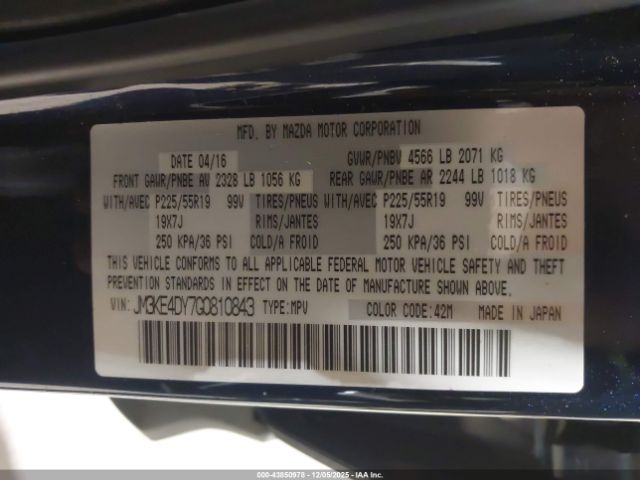 MFD. BY MAZDA MOTOR CORPORATION
DATE 04/16 GVWR/PNBV 4566 LB 2071 KG
FRONT GAWR/PNBE AV 2328 LB 1056 KG REAR GAWR/PNBE AR 2244 LB 1018 KG
WITH/AVEC P225/55R19 99V TIRES/PNEUS WITH/AVEC P225/55R19 99V TIRES/PNEUS
19X7J RIMS/JANTES 19X7J RIMS/JANTES
250 KPA/36 PSI COLD/A FROID 250 KPA/36 PSI COLD/A FROID
THIS VEHICLE CONFORMS TO ALL APPLICABLE FEDERAL MOTOR VEHICLE SAFETY AND THEFT
PREVENTION STANDARDS IN EFFECT ON THE DATE OF MANUFACTURE SHOWN ABOVE.
VIN: JM3KE4DY7G0810843 TYPE:MPV COLOR CODE:42M MADE IN JAPAN
000-43850978 - 12/05/2025 - IAA, Inc.